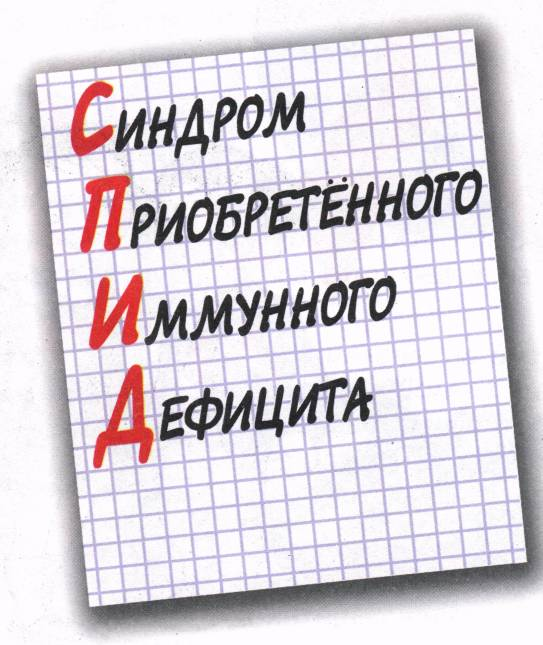 Синдром
Приобретённого
Иммунного
Дефицита